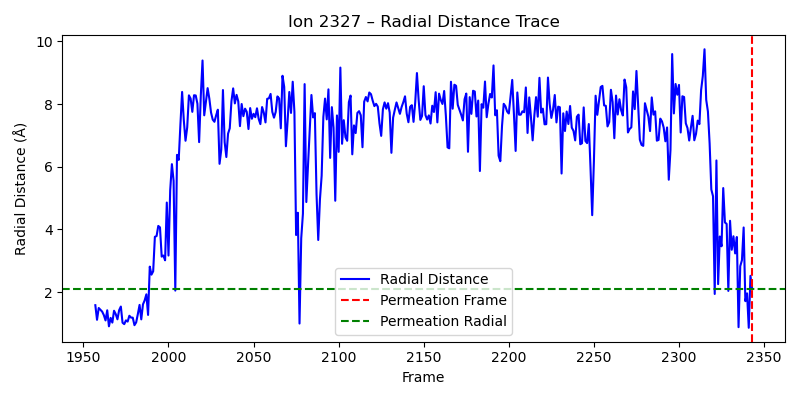 Ion 2327 – Radial Distance Trace
10
8
6
4
2
Radial Distance (Å)
Radial Distance
Permeation Frame
Permeation Radial
1950 2000 2050 2100 2150 2200 2250 2300 2350
Frame